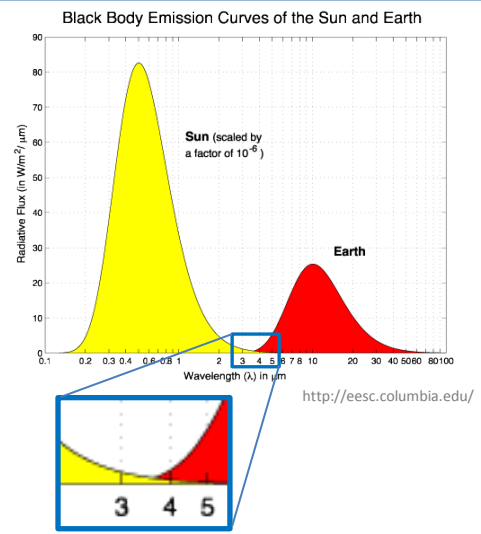 Black Body Emission Curves of the Sun and Earth
90
80
70
60
50
40
30
20
10
0
Radiative Flux (in W/m²/ μm)
Sun (scaled by
a factor of 10⁻⁶ )
Earth
0.1 0.2 0.3 0.4 0.6 0.8 1 2 3 4 5 6 7 8 10 20 30 40 50 60 80 100
Wavelength (λ) in μm
http://eesc.columbia.edu/
3 4 5